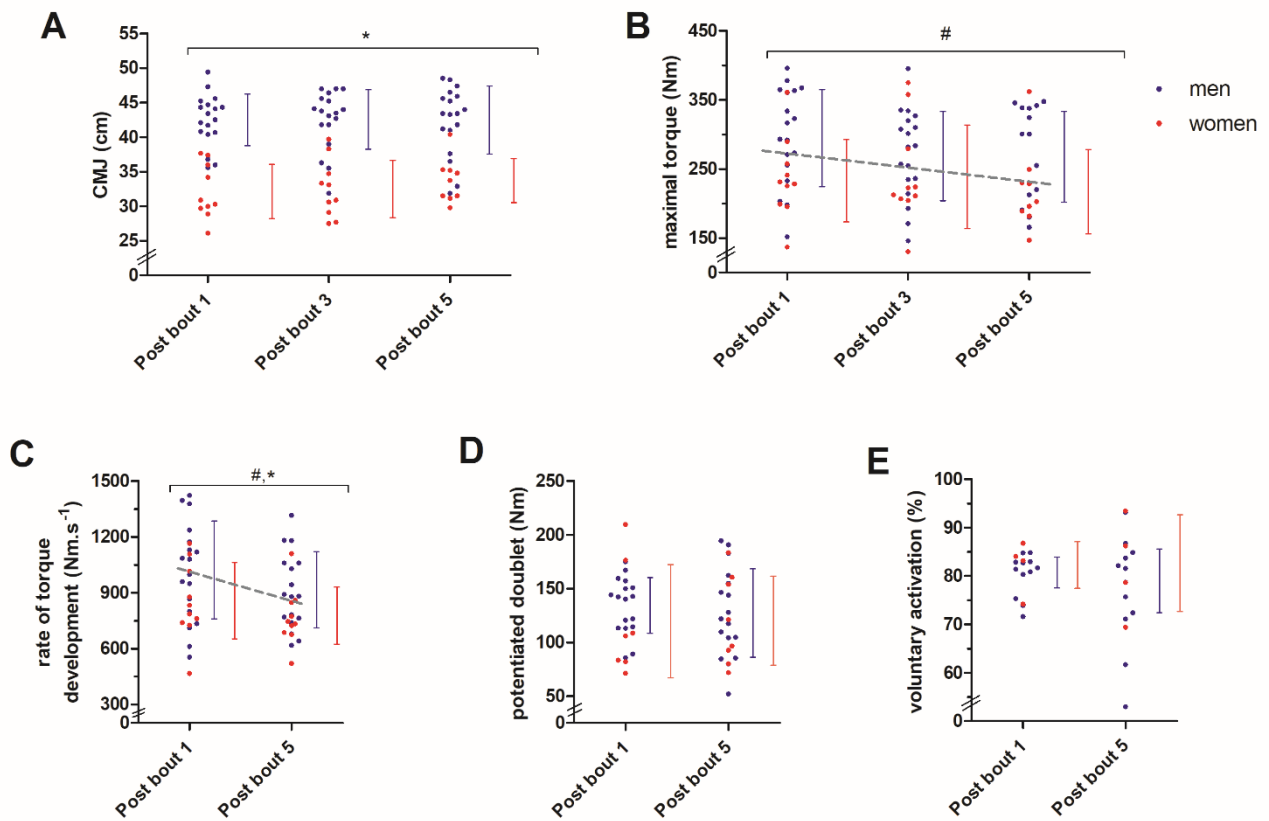 A
CMJ (cm)
*
55
50
45
40
35
30
25
0
Post bout 1
Post bout 3
Post bout 5
B
maximal torque (Nm)
#
450
350
250
150
0
Post bout 1
Post bout 3
Post bout 5
men
women
C
rate of torque
development (Nm.s⁻¹)
#,*
1500
1200
900
600
300
0
Post bout 1
Post bout 5
D
potentiated doublet (Nm)
250
200
150
100
50
0
Post bout 1
Post bout 5
E
voluntary activation (%)
100
90
80
70
60
0
Post bout 1
Post bout 5